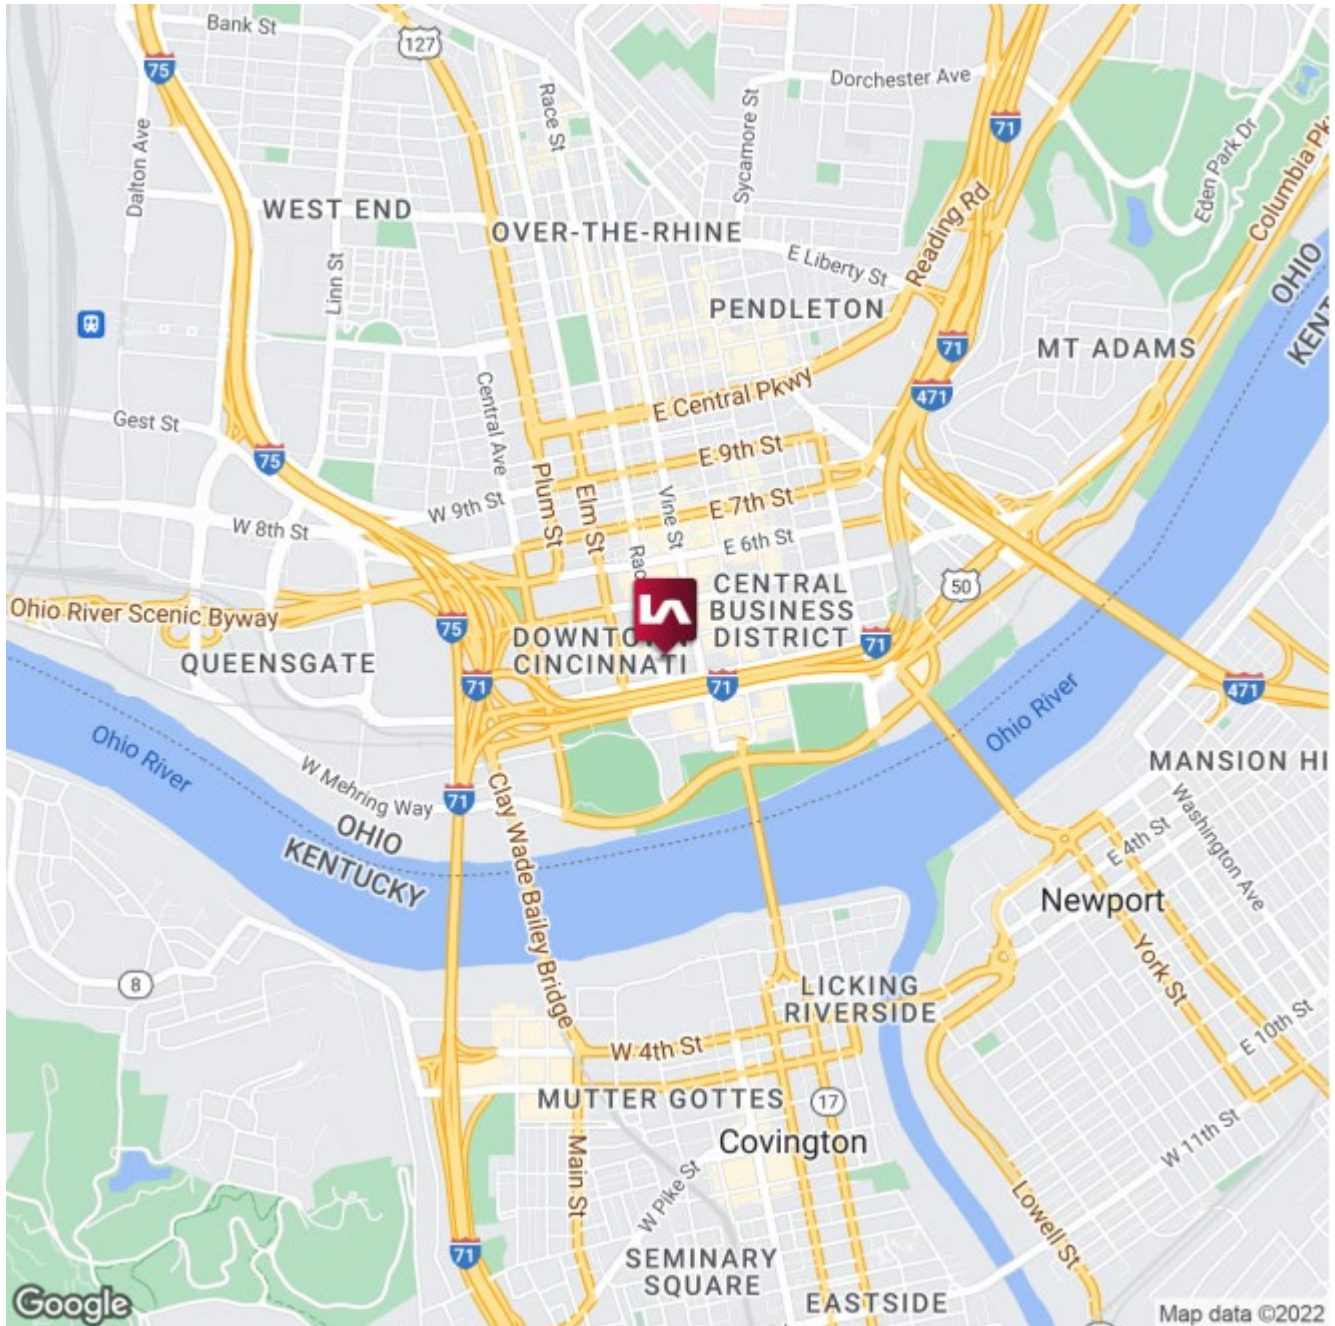 Bank St
127
75
Dorchester Ave
Race St
Sycamore St
71
Dalton Ave
Eden Park Dr
Columbia
Reading Rd
WEST END
OVER-THE-RHINE
E Liberty St
OHIO
Linn St
PENDLETON
71
MT ADAMS
471
Central Ave
E Central Pkwy
Gest St
75
E 9th St
Plum St
Elm St
Vine St
W 9th St
E 7th St
W 8th St
E 6th St
50
CENTRAL
BUSINESS
DISTRICT
Ohio River Scenic Byway
75
71
QUEENSGATE
CINCINNATI
71
71
471
Ohio River
Ohio River
MANSION
W Mehring Way
71
Clay Wade Bailey Bridge
OHIO
KENTUCKY
Washington Ave
E 4th St
Newport
York St
8
LICKING
RIVERSIDE
E 10th St
W 4th St
MUTTER GOTTES
17
Covington
W 11th St
Main St
W Pike St
Lowell St
71
SEMINARY
SQUARE
EASTSIDE
Google
Map data ©2022